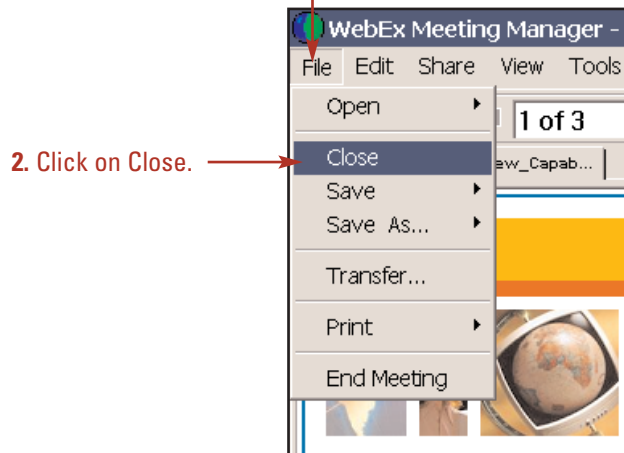 WebEx Meeting Manager -
File Edit Share View Tools
Open
1 of 3
2. Click on Close.
Close
ew_Capab...
Save
Save As...
Transfer...
Print
End Meeting